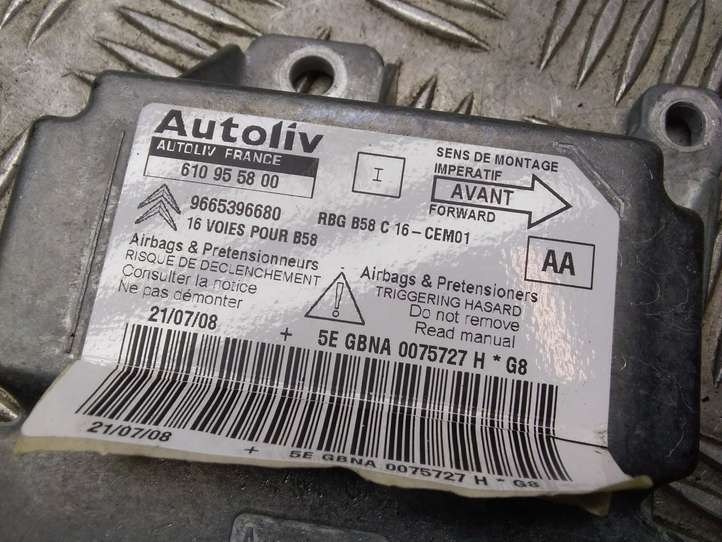 Autoliv
AUTOLIV FRANCE
610 95 58 00
I
SENS DE MONTAGE
IMPERATIF
AVANT
FORWARD
9665396680
16 VOIES POUR B58
RBG B58 C 16-CEM01
AA
Airbags & Pretensionneurs
RISQUE DE DECLENCHEMENT
Consulter la notice
Ne pas démonter
Airbags & Pretensioners
TRIGGERING HASARD
Do not remove
Read manual
21/07/08 + 5E GBNA 0075727 H * G8
21/07/08 + 5E GBNA 0075727 H * G8